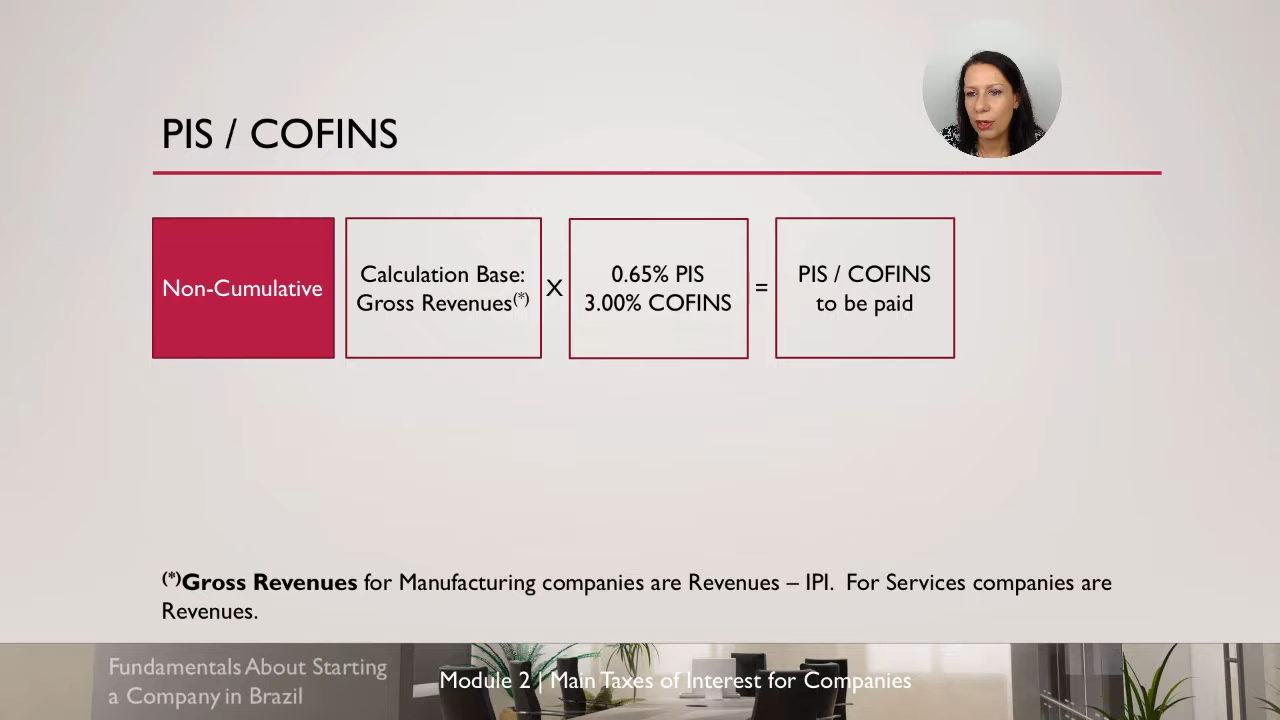 PIS / COFINS
Non-Cumulative
Calculation Base:
Gross Revenues(*)
X
0.65% PIS
3.00% COFINS
=
PIS / COFINS
to be paid
(*)Gross Revenues for Manufacturing companies are Revenues – IPI.  For Services companies are
Revenues.
Fundamentals About Starting
a Company in Brazil
Module 2 | Main Taxes of Interest for Companies